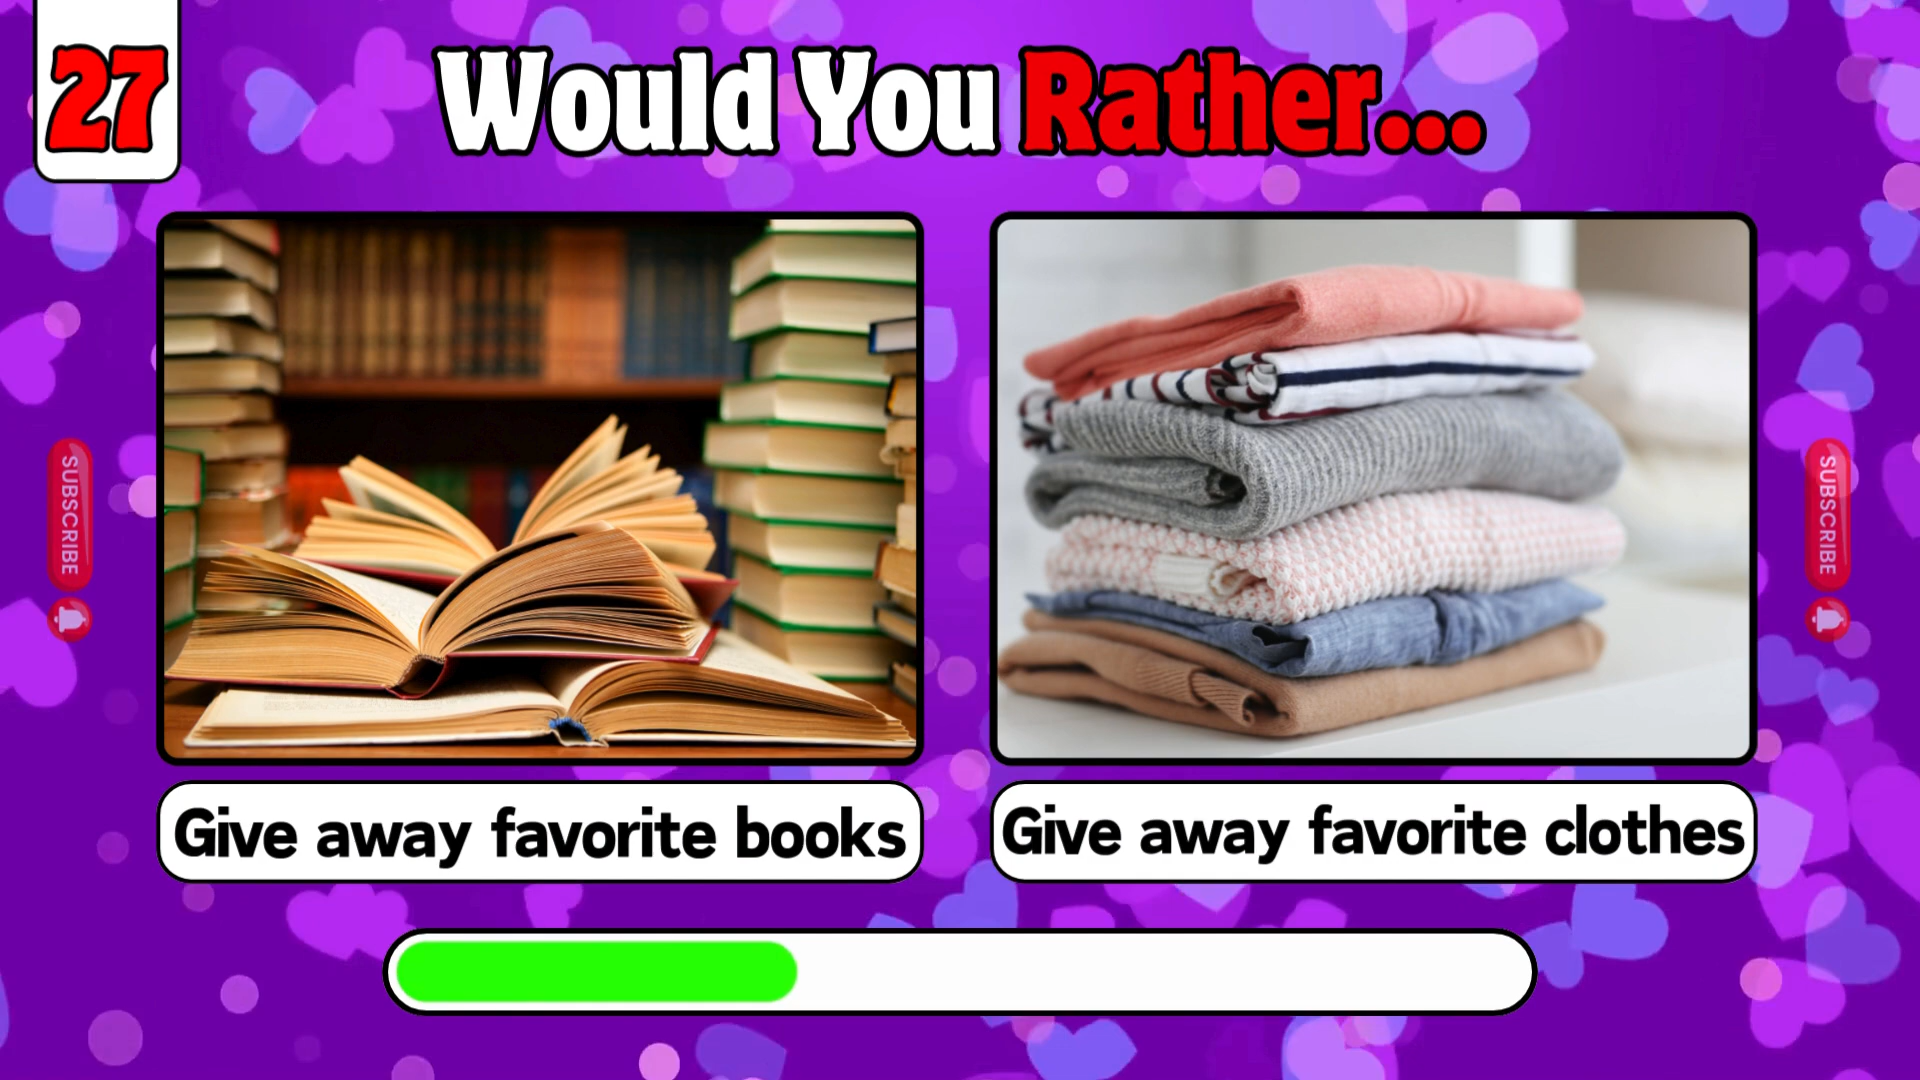 27
Would You Rather...
SUBSCRIBE
SUBSCRIBE
Give away favorite books
Give away favorite clothes